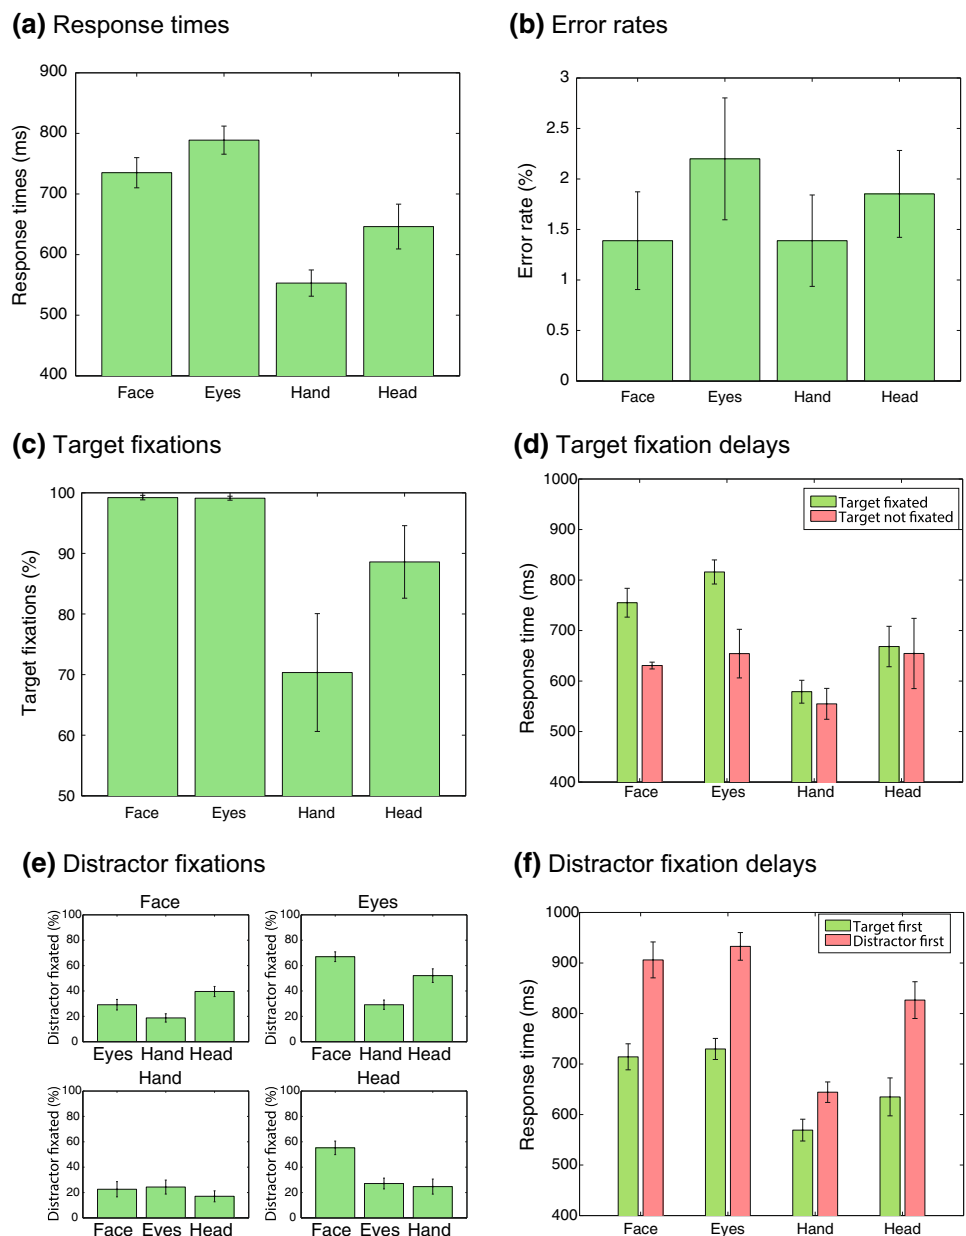 (a) Response times
900
800
700
600
500
400
Response times (ms)
Face Eyes Hand Head
(b) Error rates
3
2.5
2
1.5
1
0.5
0
Error rate (%)
Face Eyes Hand Head
(c) Target fixations
100
90
80
70
60
50
Target fixations (%)
Face Eyes Hand Head
(d) Target fixation delays
1000
900
800
700
600
500
400
Response time (ms)
Target fixated
Target not fixated
Face Eyes Hand Head
(e) Distractor fixations
Face
100
80
60
40
20
0
Distractor fixated (%)
Eyes Hand Head
Eyes
100
80
60
40
20
0
Distractor fixated (%)
Face Hand Head
Hand
100
80
60
40
20
0
Distractor fixated (%)
Face Eyes Head
Head
100
80
60
40
20
0
Distractor fixated (%)
Face Eyes Hand
(f) Distractor fixation delays
1000
900
800
700
600
500
400
Response time (ms)
Target first
Distractor first
Face Eyes Hand Head